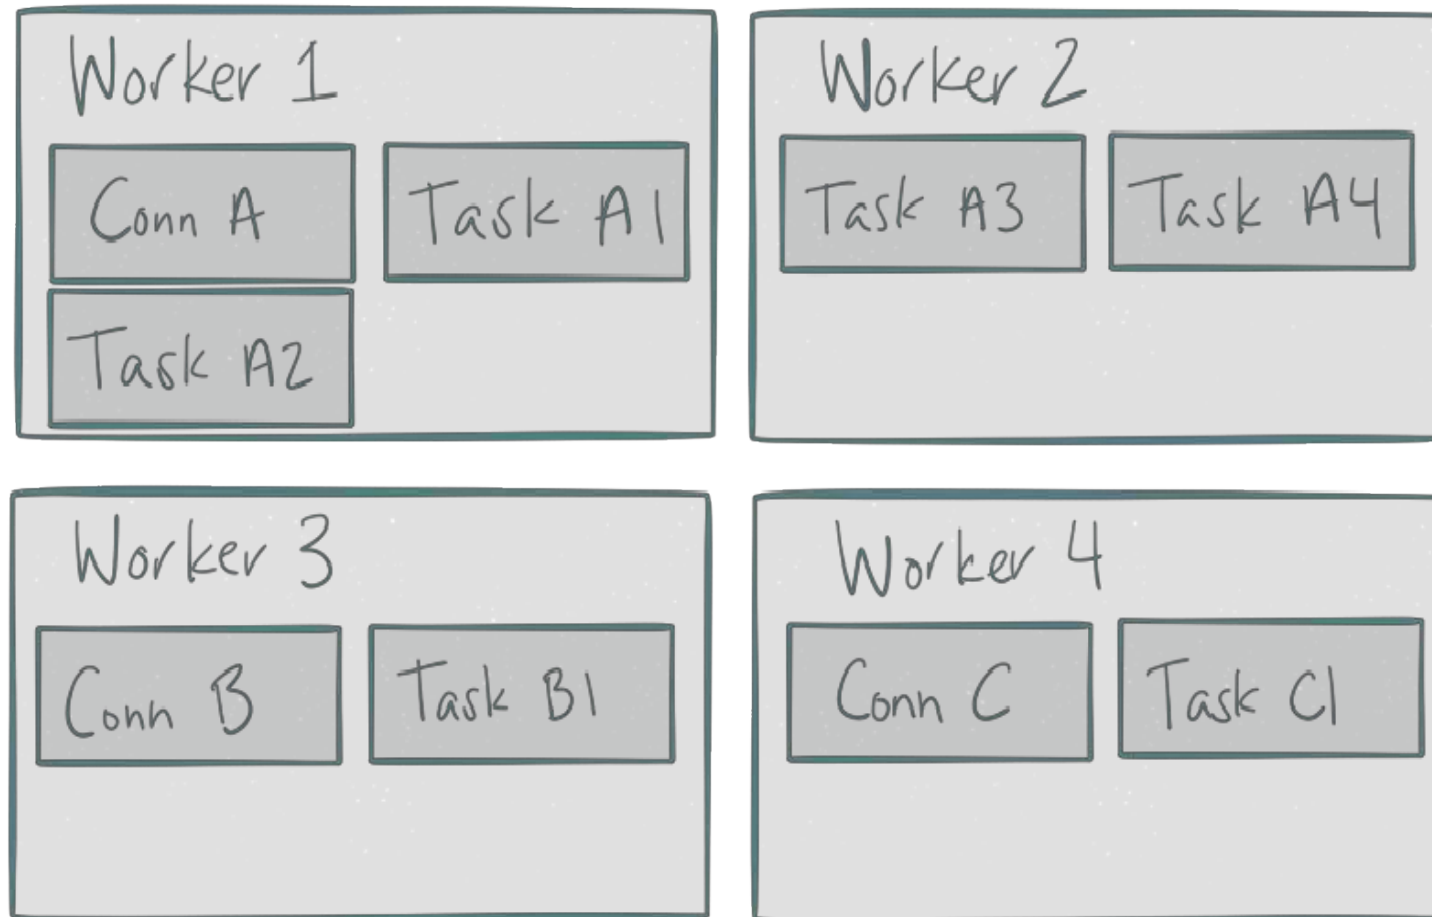 Worker 1
Conn A
Task A1
Task A2
Worker 2
Task A3
Task A4
Worker 3
Conn B
Task B1
Worker 4
Conn C
Task C1